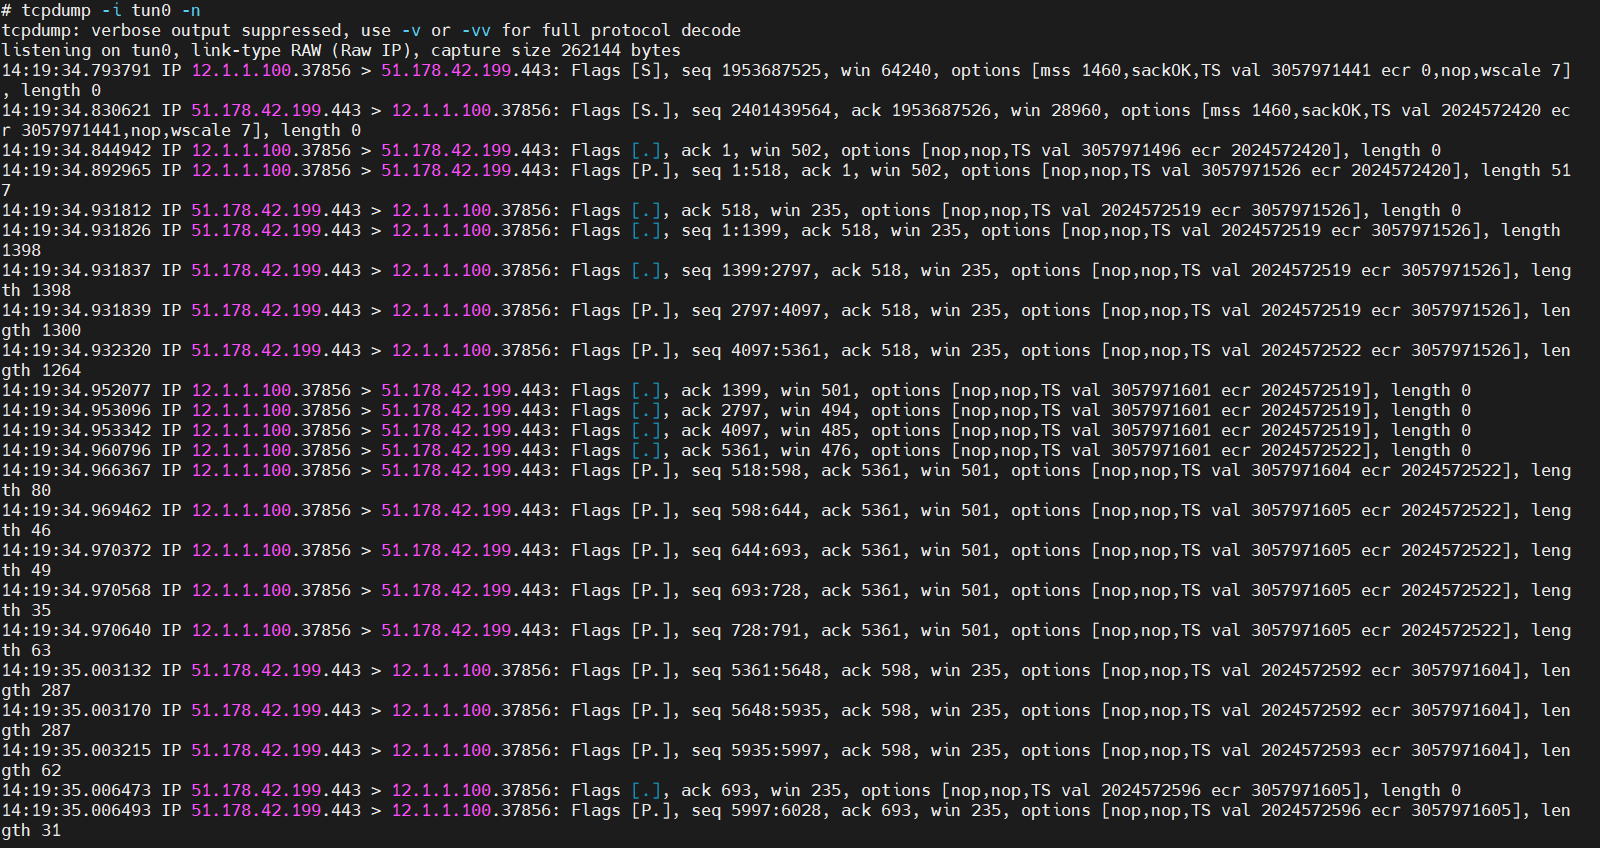 # tcpdump -i tun0 -n
tcpdump: verbose output suppressed, use -v or -vv for full protocol decode
listening on tun0, link-type RAW (Raw IP), capture size 262144 bytes
14:19:34.793791 IP 12.1.1.100.37856 > 51.178.42.199.443: Flags [S], seq 1953687525, win 64240, options [mss 1460,sackOK,TS val 3057971441 ecr 0,nop,wscale 7]
, length 0
14:19:34.830621 IP 51.178.42.199.443 > 12.1.1.100.37856: Flags [S.], seq 2401439564, ack 1953687526, win 28960, options [mss 1460,sackOK,TS val 2024572420 ec
r 3057971441,nop,wscale 7], length 0
14:19:34.844942 IP 12.1.1.100.37856 > 51.178.42.199.443: Flags [.], ack 1, win 502, options [nop,nop,TS val 3057971496 ecr 2024572420], length 0
14:19:34.892965 IP 12.1.1.100.37856 > 51.178.42.199.443: Flags [P.], seq 1:518, ack 1, win 502, options [nop,nop,TS val 3057971526 ecr 2024572420], length 51
7
14:19:34.931812 IP 51.178.42.199.443 > 12.1.1.100.37856: Flags [.], ack 518, win 235, options [nop,nop,TS val 2024572519 ecr 3057971526], length 0
14:19:34.931826 IP 51.178.42.199.443 > 12.1.1.100.37856: Flags [.], seq 1:1399, ack 518, win 235, options [nop,nop,TS val 2024572519 ecr 3057971526], length
1398
14:19:34.931837 IP 51.178.42.199.443 > 12.1.1.100.37856: Flags [.], seq 1399:2797, ack 518, win 235, options [nop,nop,TS val 2024572519 ecr 3057971526], leng
th 1398
14:19:34.931839 IP 51.178.42.199.443 > 12.1.1.100.37856: Flags [P.], seq 2797:4097, ack 518, win 235, options [nop,nop,TS val 2024572519 ecr 3057971526], len
gth 1300
14:19:34.932320 IP 51.178.42.199.443 > 12.1.1.100.37856: Flags [P.], seq 4097:5361, ack 518, win 235, options [nop,nop,TS val 2024572522 ecr 3057971526], len
gth 1264
14:19:34.952077 IP 12.1.1.100.37856 > 51.178.42.199.443: Flags [.], ack 1399, win 501, options [nop,nop,TS val 3057971601 ecr 2024572519], length 0
14:19:34.953096 IP 12.1.1.100.37856 > 51.178.42.199.443: Flags [.], ack 2797, win 494, options [nop,nop,TS val 3057971601 ecr 2024572519], length 0
14:19:34.953342 IP 12.1.1.100.37856 > 51.178.42.199.443: Flags [.], ack 4097, win 485, options [nop,nop,TS val 3057971601 ecr 2024572519], length 0
14:19:34.960796 IP 12.1.1.100.37856 > 51.178.42.199.443: Flags [.], ack 5361, win 476, options [nop,nop,TS val 3057971601 ecr 2024572522], length 0
14:19:34.966367 IP 12.1.1.100.37856 > 51.178.42.199.443: Flags [P.], seq 518:598, ack 5361, win 501, options [nop,nop,TS val 3057971604 ecr 2024572522], leng
th 80
14:19:34.969462 IP 12.1.1.100.37856 > 51.178.42.199.443: Flags [P.], seq 598:644, ack 5361, win 501, options [nop,nop,TS val 3057971605 ecr 2024572522], leng
th 46
14:19:34.970372 IP 12.1.1.100.37856 > 51.178.42.199.443: Flags [P.], seq 644:693, ack 5361, win 501, options [nop,nop,TS val 3057971605 ecr 2024572522], leng
th 49
14:19:34.970568 IP 12.1.1.100.37856 > 51.178.42.199.443: Flags [P.], seq 693:728, ack 5361, win 501, options [nop,nop,TS val 3057971605 ecr 2024572522], leng
th 35
14:19:34.970640 IP 12.1.1.100.37856 > 51.178.42.199.443: Flags [P.], seq 728:791, ack 5361, win 501, options [nop,nop,TS val 3057971605 ecr 2024572522], leng
th 63
14:19:35.003132 IP 51.178.42.199.443 > 12.1.1.100.37856: Flags [P.], seq 5361:5648, ack 598, win 235, options [nop,nop,TS val 2024572592 ecr 3057971604], len
gth 287
14:19:35.003170 IP 51.178.42.199.443 > 12.1.1.100.37856: Flags [P.], seq 5648:5935, ack 598, win 235, options [nop,nop,TS val 2024572592 ecr 3057971604], len
gth 287
14:19:35.003215 IP 51.178.42.199.443 > 12.1.1.100.37856: Flags [P.], seq 5935:5997, ack 598, win 235, options [nop,nop,TS val 2024572593 ecr 3057971604], len
gth 62
14:19:35.006473 IP 51.178.42.199.443 > 12.1.1.100.37856: Flags [.], ack 693, win 235, options [nop,nop,TS val 2024572596 ecr 3057971605], length 0
14:19:35.006493 IP 51.178.42.199.443 > 12.1.1.100.37856: Flags [P.], seq 5997:6028, ack 693, win 235, options [nop,nop,TS val 2024572596 ecr 3057971605], len
gth 31